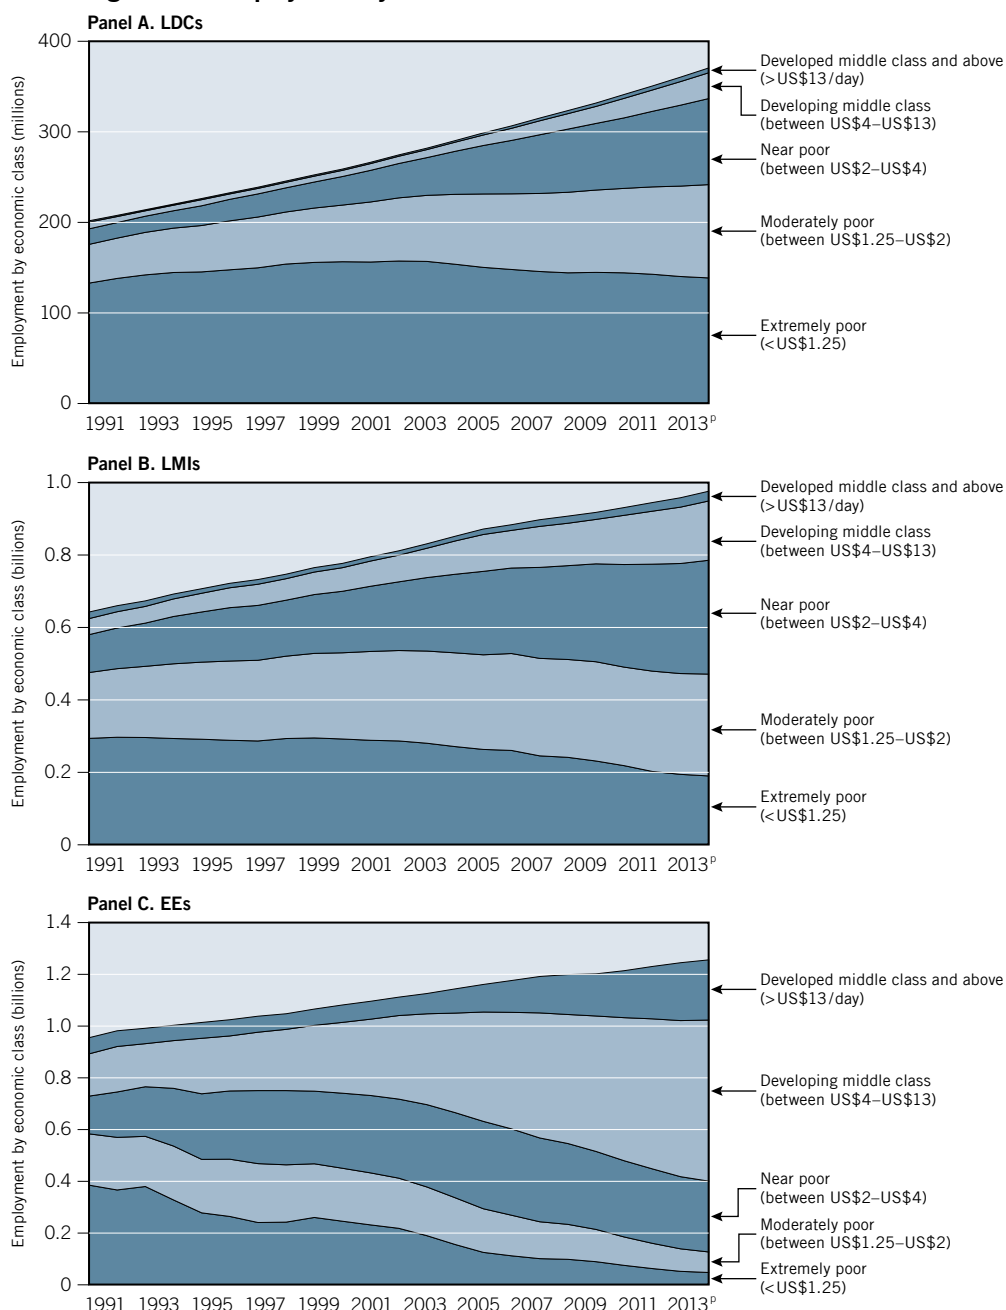 Panel A. LDCs
Employment by economic class (millions)
400
300
200
100
0
1991 1993 1995 1997 1999 2001 2003 2005 2007 2009 2011 2013p
Developed middle class and above
(>US$13/day)
Developing middle class
(between US$4–US$13)
Near poor
(between US$2–US$4)
Moderately poor
(between US$1.25–US$2)
Extremely poor
(<US$1.25)
Panel B. LMIs
Employment by economic class (billions)
1.0
0.8
0.6
0.4
0.2
0
1991 1993 1995 1997 1999 2001 2003 2005 2007 2009 2011 2013p
Developed middle class and above
(>US$13/day)
Developing middle class
(between US$4–US$13)
Near poor
(between US$2–US$4)
Moderately poor
(between US$1.25–US$2)
Extremely poor
(<US$1.25)
Panel C. EEs
Employment by economic class (billions)
1.4
1.2
1.0
0.8
0.6
0.4
0.2
0
1991 1993 1995 1997 1999 2001 2003 2005 2007 2009 2011 2013p
Developed middle class and above
(>US$13/day)
Developing middle class
(between US$4–US$13)
Near poor
(between US$2–US$4)
Moderately poor
(between US$1.25–US$2)
Extremely poor
(<US$1.25)